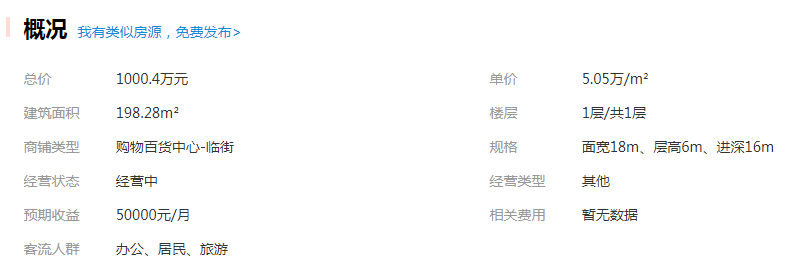 概况 我有类似房源，免费发布>
总价 1000.4万元 单价 5.05万/m²
建筑面积 198.28m² 楼层 1层/共1层
商铺类型 购物百货中心-临街 规格 面宽18m、层高6m、进深16m
经营状态 经营中 经营类型 其他
预期收益 50000元/月 相关费用 暂无数据
客流人群 办公、居民、旅游